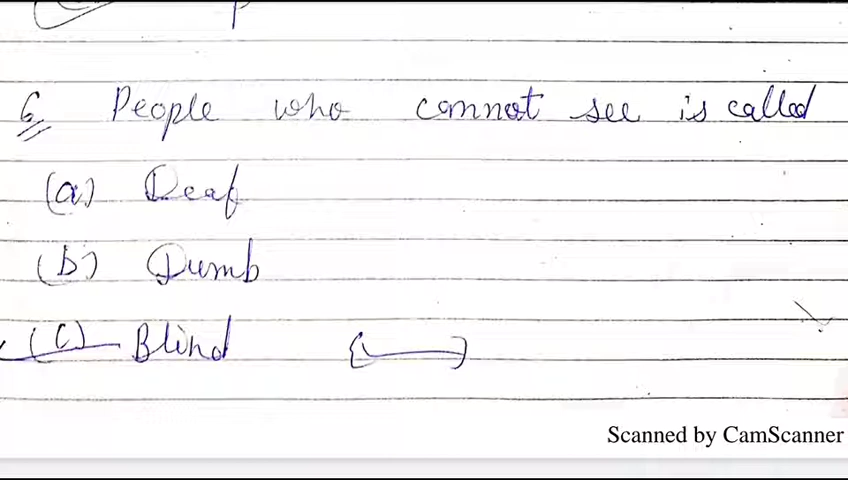 6 People who cannot see is called
(a) Deaf
(b) Dumb
(C) Blind
Scanned by CamScanner